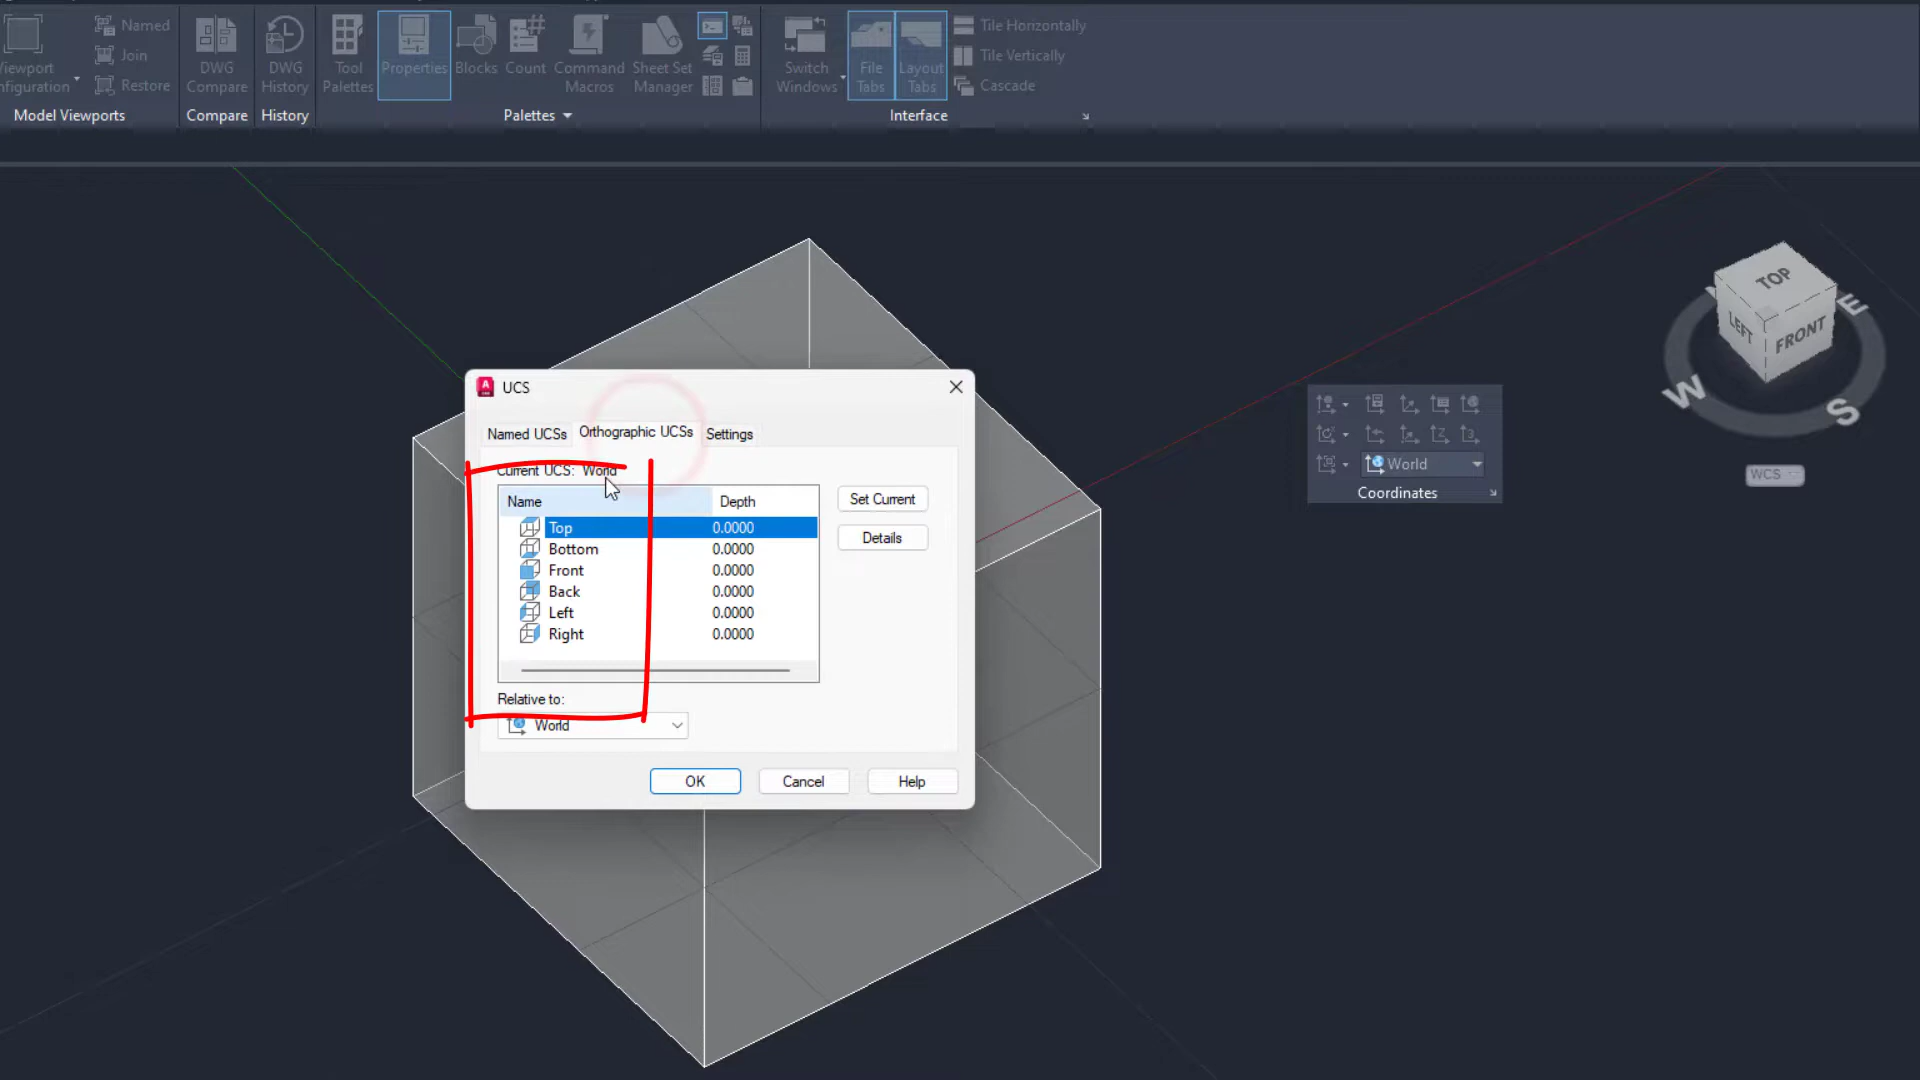 Named
Join
Restore
Viewport
Configuration
Model Viewports
DWG
Compare
Compare
DWG
History
History
Tool
Palettes
Properties
Blocks
Count
Command
Macros
Sheet Set
Manager
Palettes
Switch
Windows
File
Tabs
Layout
Tabs
Tile Horizontally
Tile Vertically
Cascade
Interface
TOP
LEFT
FRONT
E
W
S
WCS
World
Coordinates
UCS
Named UCSs
Orthographic UCSs
Settings
Current UCS: World
Name Depth
Top 0.0000
Bottom 0.0000
Front 0.0000
Back 0.0000
Left 0.0000
Right 0.0000
Set Current
Details
Relative to:
World
OK
Cancel
Help